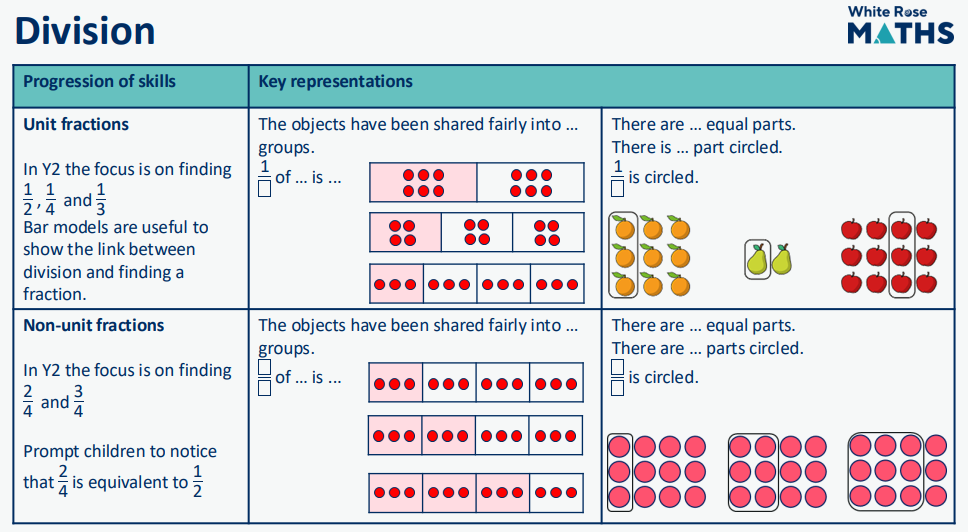 Division
White Rose
MATHS
Progression of skills
Key representations
Unit fractions
In Y2 the focus is on finding
1/2, 1/4 and 1/3
Bar models are useful to
show the link between
division and finding a
fraction.
The objects have been shared fairly into ...
groups.
1/□ of ... is ...
There are ... equal parts.
There is ... part circled.
1/□ is circled.
Non-unit fractions
In Y2 the focus is on finding
2/4 and 3/4
Prompt children to notice
that 2/4 is equivalent to 1/2
The objects have been shared fairly into ...
groups.
□/□ of ... is ...
There are ... equal parts.
There are ... parts circled.
□/□ is circled.